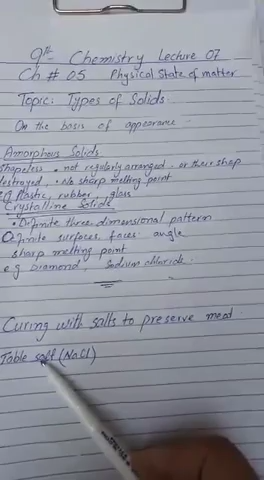 9th Chemistry Lecture 07
Ch # 05 Physical State of matter
Topic: Types of Solids
On the basis of appearance
Amorphous Solids
Shapeless . not regularly arranged . or their shap
destroyed . No sharp melting point
e.g Plastic, rubber, glass
Crystalline Solids
. Definite three dimensional pattern
Definite surfaces, faces, angle
sharp melting point
e.g Diamond, Sodium chloride
Curing with salts to preserve meat
Table salt (NaCl)